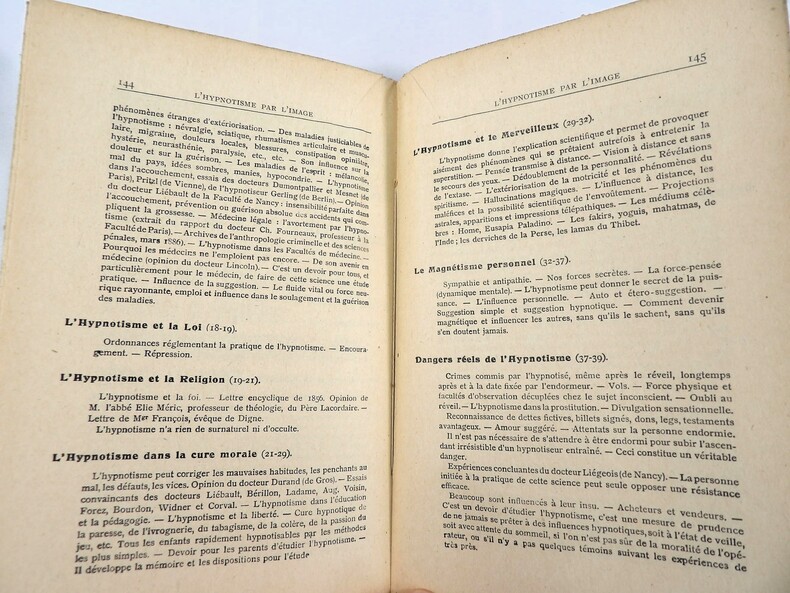 144
L'HYPNOTISME PAR L'IMAGE
phénomènes étranges d'extériorisation. — Des maladies justiciables de
l'hypnotisme : névralgie, sciatique, rhumatismes articulaire et muscu-
laire, migraine, douleurs locales, blessures, constipation opiniâtre,
hystérie, neurasthénie, paralysie, etc., etc. — Son influence sur la
douleur et sur la guérison. — Les maladies de l'esprit : mélancolie,
mal du pays, idées sombres, manies, hypocondrie. — L'hypnotisme
dans l'accouchement, essais des docteurs Dumontpallier et Mesnet (de
Paris), Pritzl (de Vienne), de l'hypnotiseur Gerling (de Berlin). — Opinion
du docteur Liébault de la Faculté de Nancy : insensibilité parfaite dans
l'accouchement, prévention ou guérison absolue des accidents qui com-
pliquent la grossesse. — Médecine légale : l'avortement par l'hypno-
tisme (extrait du rapport du docteur Ch. Fourneaux, professeur à la
Faculté de Paris). — Archives de l'anthropologie criminelle et des sciences
pénales, mars 1886). — L'hypnotisme dans les Facultés de médecine. —
Pourquoi les médecins ne l'emploient pas encore. — De son avenir en
médecine (opinion du docteur Lincoln). — C'est un devoir pour tous, et
particulièrement pour le médecin, de faire de cette science une étude
pratique. — Influence de la suggestion. — Le fluide vital ou force neu-
rique rayonnante, emploi et influence dans le soulagement et la guérison
des maladies.
L'Hypnotisme et la Loi (18-19).
Ordonnances réglementant la pratique de l'hypnotisme. — Encoura-
gement. — Répression.
L'Hypnotisme et la Religion (19-21).
L'hypnotisme et la foi. — Lettre encyclique de 1856. Opinion de
M. l'abbé Elie Méric, professeur de théologie, du Père Lacordaire. —
Lettre de Mgr François, évêque de Digne.
L'hypnotisme n'a rien de surnaturel ni d'occulte.
L'Hypnotisme dans la cure morale (21-29).
L'hypnotisme peut corriger les mauvaises habitudes, les penchants au
mal, les défauts, les vices. Opinion du docteur Durand (de Gros). — Essais
convaincants des docteurs Liébault, Bérillon, Ladame, Aug. Voisin,
Forez, Bourdon, Widner et Corval. — L'hypnotisme dans l'éducation
et la pédagogie. — L'hypnotisme et la liberté. — Cure hypnotique de
la paresse, de l'ivrognerie, du tabagisme, de la colère, de la passion du
jeu, etc. Tous les enfants rapidement hypnotisables par les méthodes
les plus simples. — Devoir pour les parents d'étudier l'hypnotisme. —
Il développe la mémoire et les dispositions pour l'étude
145
L'HYPNOTISME PAR L'IMAGE
L'Hypnotisme et le Merveilleux (29-32).
L'hypnotisme donne l'explication scientifique et permet de provoquer
aisément des phénomènes qui se prêtaient autrefois à entretenir la
superstition. — Pensée transmise à distance. — Vision à distance et sans
le secours des yeux. — Dédoublement de la personnalité. — Révélations
de l'extase. — L'extériorisation de la motricité et les phénomènes du
spiritisme. — Hallucinations magiques. — L'influence à distance, les
maléfices et la possibilité scientifique de l'envoûtement. — Projections
astrales, apparitions et impressions télépathiques. — Les médiums célè-
bres : Home, Eusapia Paladino. — Les fakirs, yoguis, mahatmas, de
l'Inde ; les derviches de la Perse, les lamas du Thibet.
Le Magnétisme personnel (32-37).
Sympathie et antipathie. — Nos forces secrètes. — La force-pensée
(dynamique mentale). — L'hypnotisme peut donner le secret de la puis-
sance. — L'influence personnelle. — Auto et étero-suggestion. —
Suggestion simple et suggestion hypnotique. — Comment devenir
magnétique et influencer les autres, sans qu'ils le sachent, sans qu'ils
s'en doutent jamais.
Dangers réels de l'Hypnotisme (37-39).
Crimes commis par l'hypnotisé, même après le réveil, longtemps
après et à la date fixée par l'endormeur. — Vols. — Force physique et
facultés d'observation décuplées chez le sujet inconscient. — Oubli au
réveil. — L'hypnotisme dans la prostitution. — Divulgation sensationnelle.
Reconnaissance de dettes fictives, billets signés, dons, legs, testaments
avantageux. — Amour suggéré. — Attentats sur la personne endormie.
Il n'est pas nécessaire de s'attendre à être endormi pour subir l'ascen-
dant irrésistible d'un hypnotiseur entraîné. — Ceci constitue un véritable
danger.
Expériences concluantes du docteur Liégeois (de Nancy). — La personne
initiée à la pratique de cette science peut seule opposer une résistance
efficace.
Beaucoup sont influencés à leur insu. — Acheteurs et vendeurs. —
C'est un devoir d'étudier l'hypnotisme, c'est une mesure de prudence
de ne jamais se prêter à des influences hypnotiques, soit à l'état de veille,
soit avec attente du sommeil, si l'on n'est pas sûr de la moralité de l'opé-
rateur, ou s'il n'y a pas quelques témoins suivant les expériences de
très près.